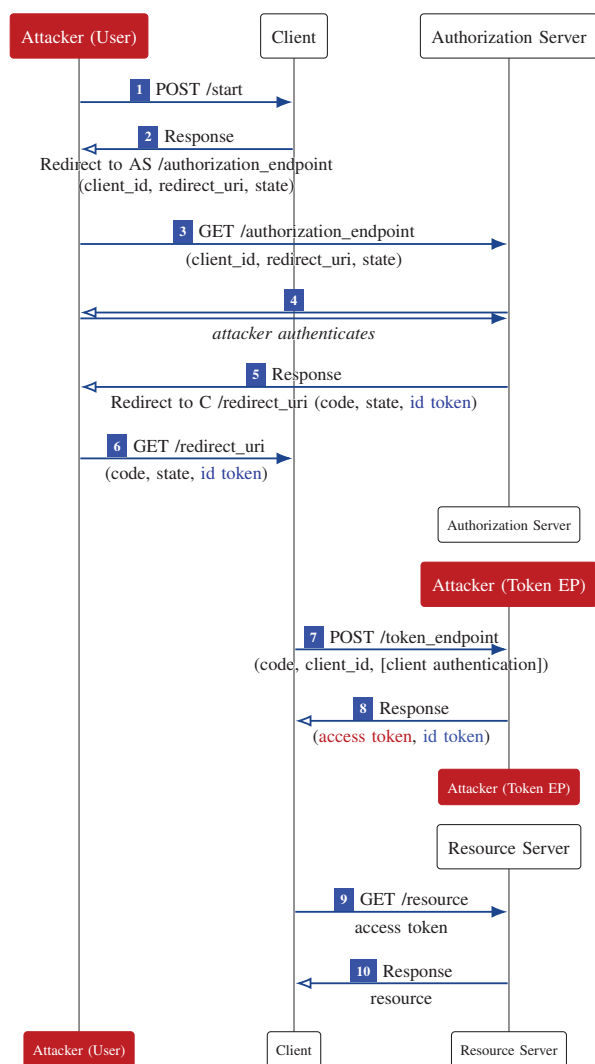 Attacker (User)
Client
Authorization Server
1 POST /start
2 Response
Redirect to AS /authorization_endpoint
(client_id, redirect_uri, state)
3 GET /authorization_endpoint
(client_id, redirect_uri, state)
4
attacker authenticates
5 Response
Redirect to C /redirect_uri (code, state, id token)
6 GET /redirect_uri
(code, state, id token)
Authorization Server
Attacker (Token EP)
7 POST /token_endpoint
(code, client_id, [client authentication])
8 Response
(access token, id token)
Attacker (Token EP)
Resource Server
9 GET /resource
access token
10 Response
resource
Attacker (User)
Client
Resource Server